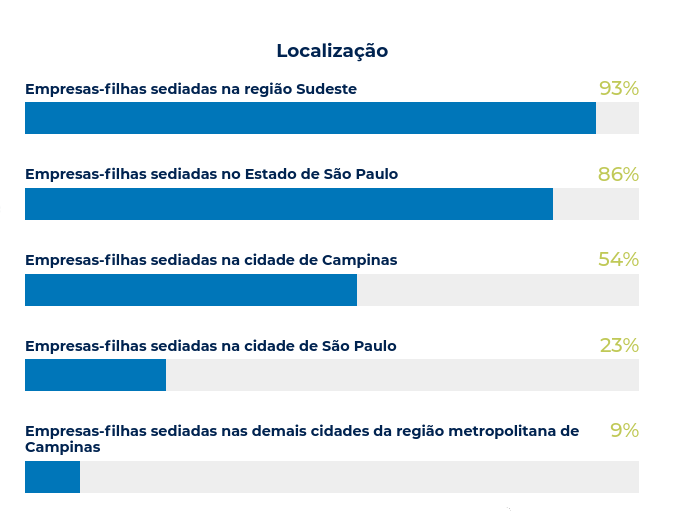 Localização
Empresas-filhas sediadas na região Sudeste 93%
Empresas-filhas sediadas no Estado de São Paulo 86%
Empresas-filhas sediadas na cidade de Campinas 54%
Empresas-filhas sediadas na cidade de São Paulo 23%
Empresas-filhas sediadas nas demais cidades da região metropolitana de 9%
Campinas